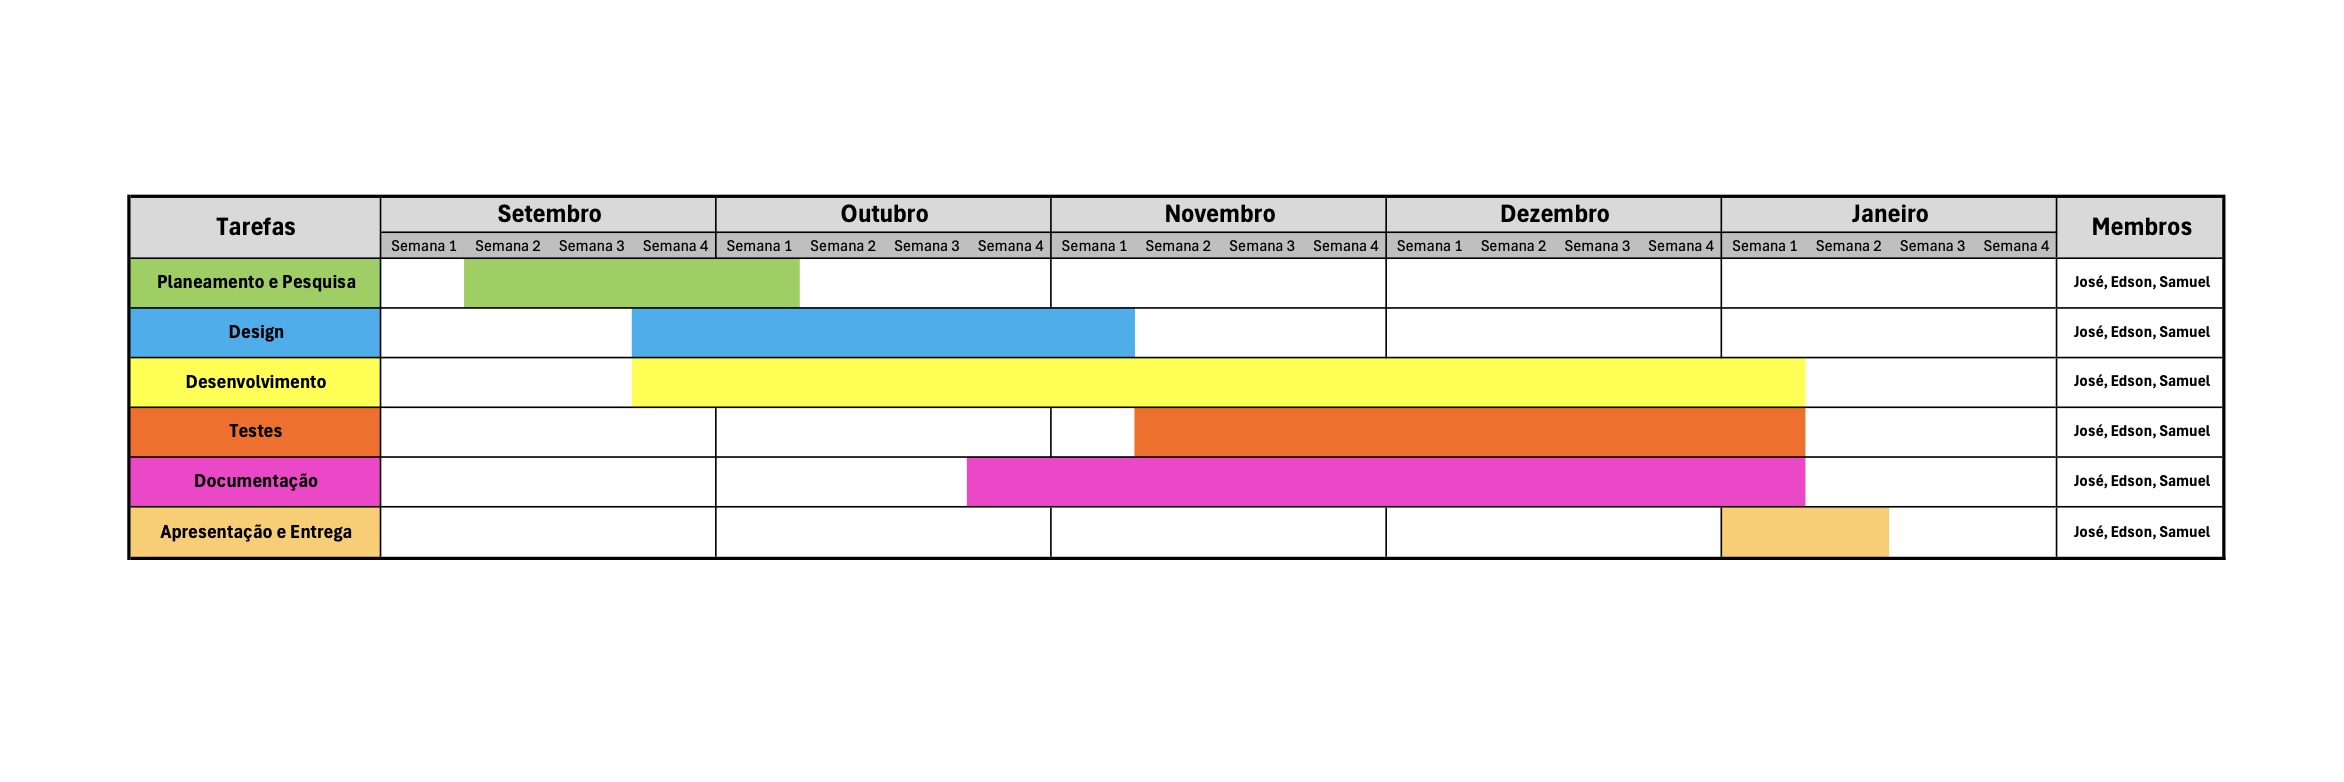 Tarefas Setembro Outubro Novembro Dezembro Janeiro Membros
Semana 1 Semana 2 Semana 3 Semana 4 Semana 1 Semana 2 Semana 3 Semana 4 Semana 1 Semana 2 Semana 3 Semana 4 Semana 1 Semana 2 Semana 3 Semana 4 Semana 1 Semana 2 Semana 3 Semana 4
Planeamento e Pesquisa José, Edson, Samuel
Design José, Edson, Samuel
Desenvolvimento José, Edson, Samuel
Testes José, Edson, Samuel
Documentação José, Edson, Samuel
Apresentação e Entrega José, Edson, Samuel